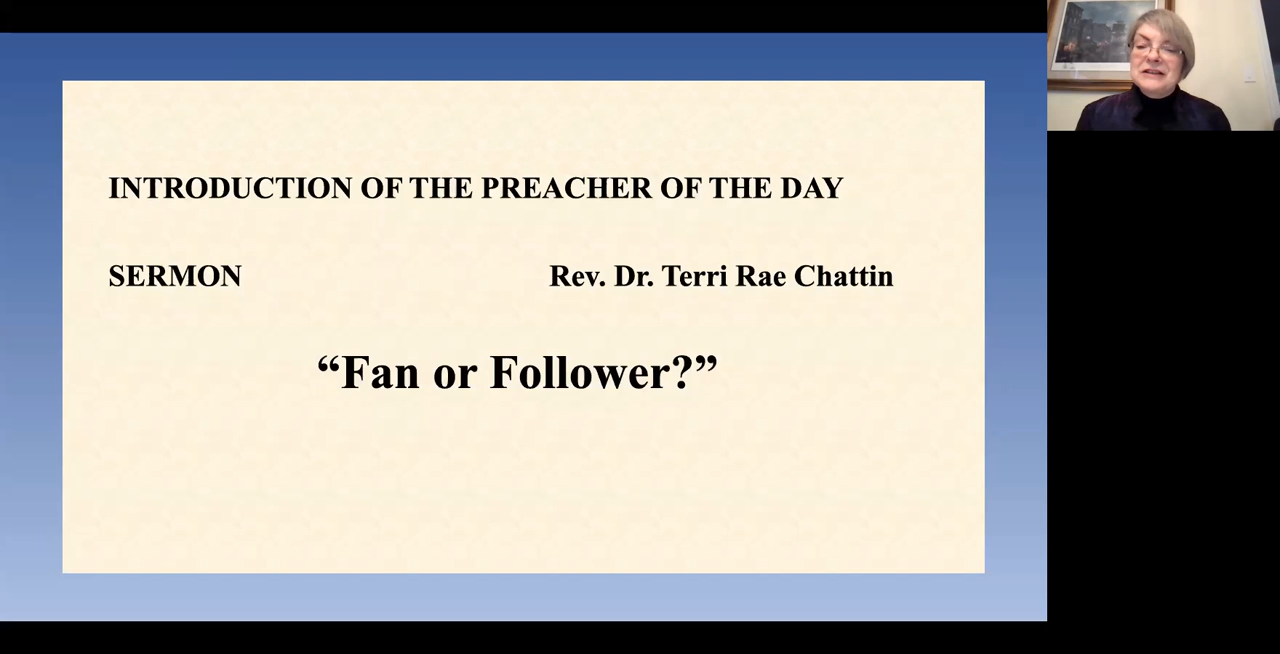 INTRODUCTION OF THE PREACHER OF THE DAY
SERMON Rev. Dr. Terri Rae Chattin
“Fan or Follower?”